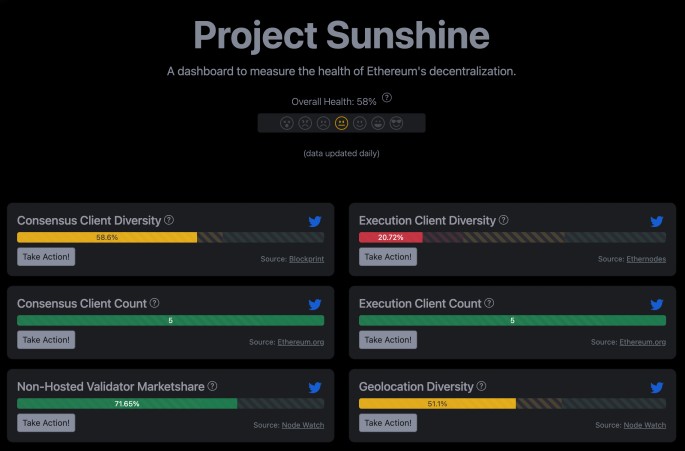 Project Sunshine
A dashboard to measure the health of Ethereum's decentralization.
Overall Health: 58% ?
(data updated daily)
Consensus Client Diversity ?
58.6%
Take Action!
Source: Blockprint
Execution Client Diversity ?
20.72%
Take Action!
Source: Ethernodes
Consensus Client Count ?
5
Take Action!
Source: Ethereum.org
Execution Client Count ?
5
Take Action!
Source: Ethereum.org
Non-Hosted Validator Marketshare ?
71.65%
Take Action!
Source: Node Watch
Geolocation Diversity ?
51.1%
Take Action!
Source: Node Watch